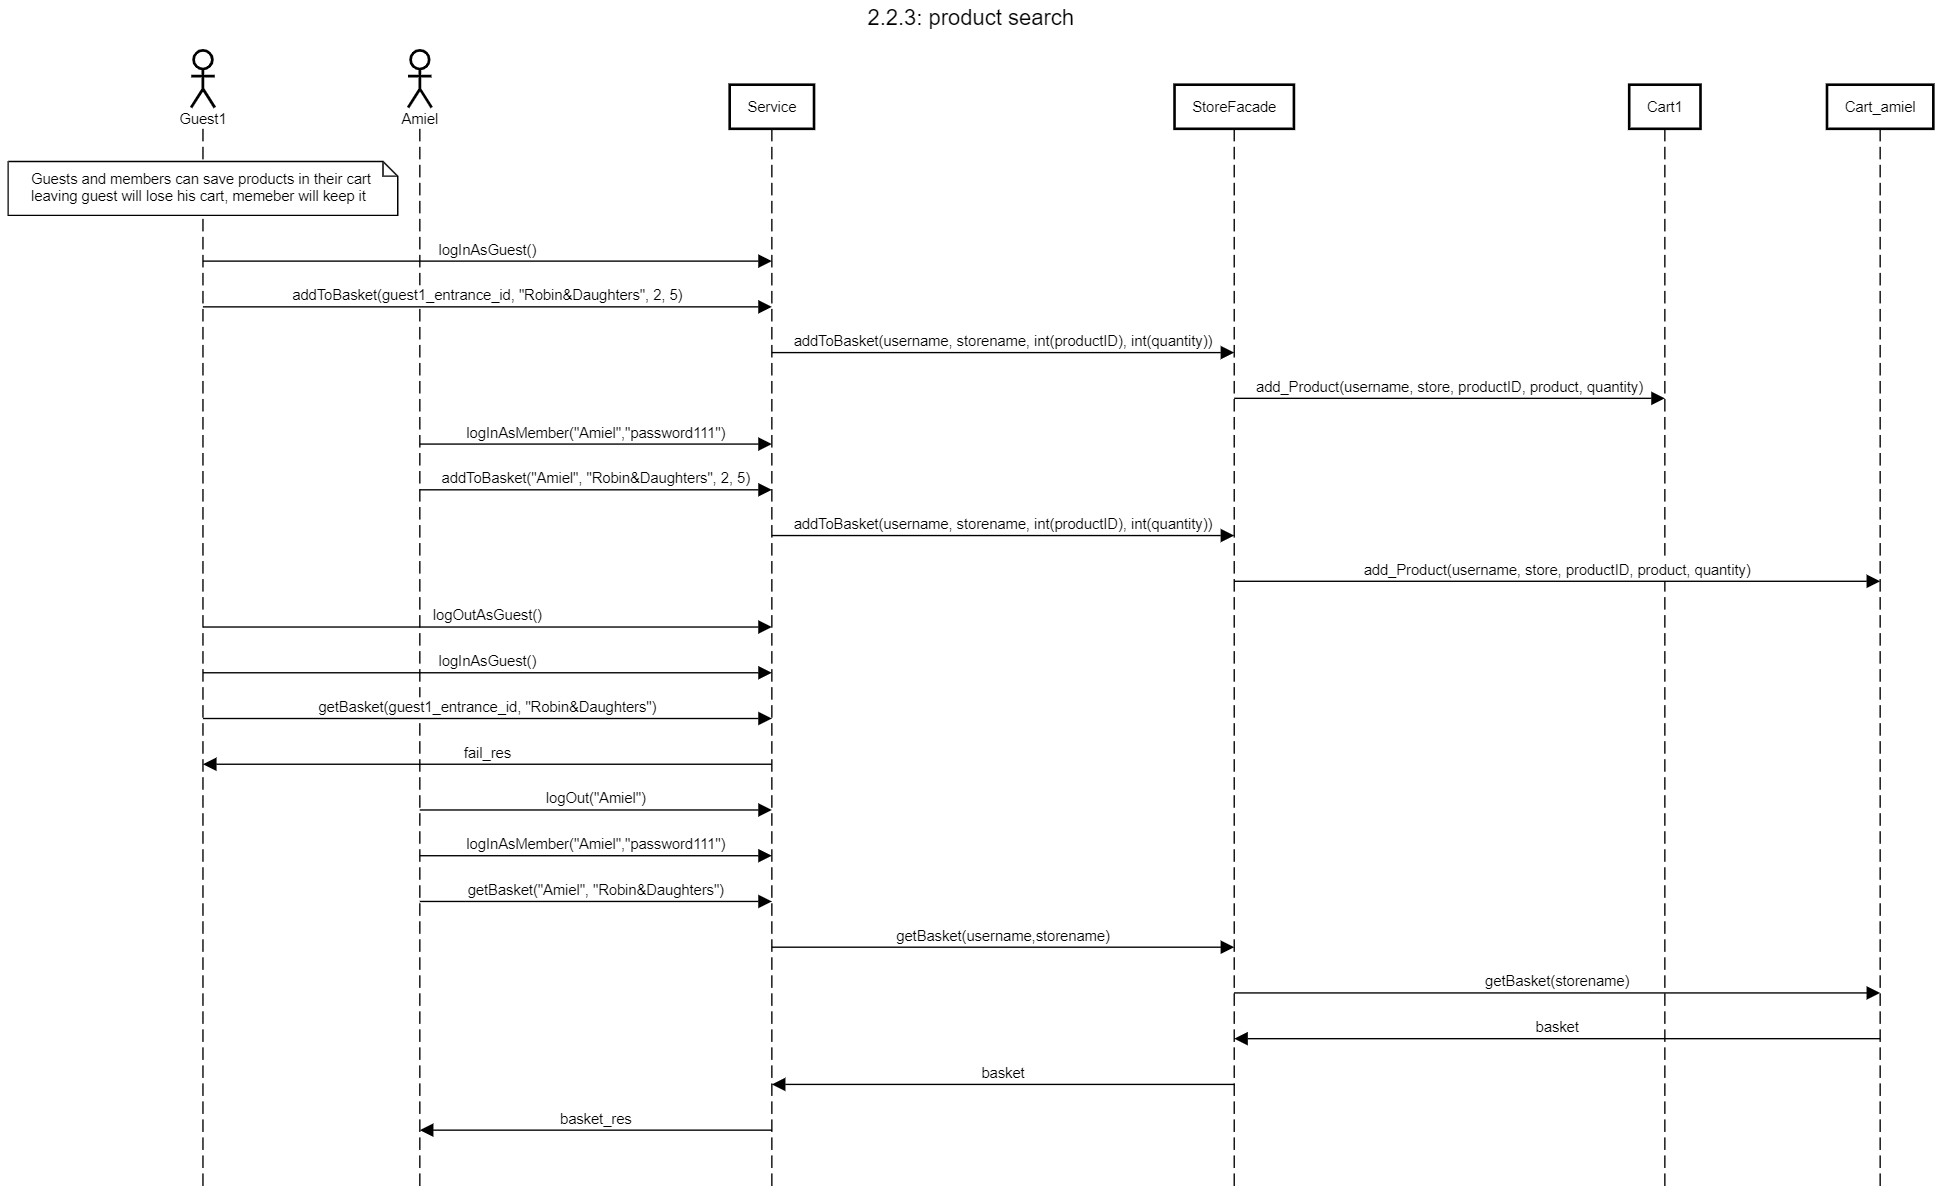 2.2.3: product search
Guest1
Amiel
Service
StoreFacade
Cart1
Cart_amiel
Guests and members can save products in their cart
leaving guest will lose his cart, memeber will keep it
logInAsGuest()
addToBasket(guest1_entrance_id, "Robin&Daughters", 2, 5)
addToBasket(username, storename, int(productID), int(quantity))
add_Product(username, store, productID, product, quantity)
logInAsMember("Amiel","password111")
addToBasket("Amiel", "Robin&Daughters", 2, 5)
addToBasket(username, storename, int(productID), int(quantity))
add_Product(username, store, productID, product, quantity)
logOutAsGuest()
logInAsGuest()
getBasket(guest1_entrance_id, "Robin&Daughters")
fail_res
logOut("Amiel")
logInAsMember("Amiel","password111")
getBasket("Amiel", "Robin&Daughters")
getBasket(username,storename)
getBasket(storename)
basket
basket
basket_res